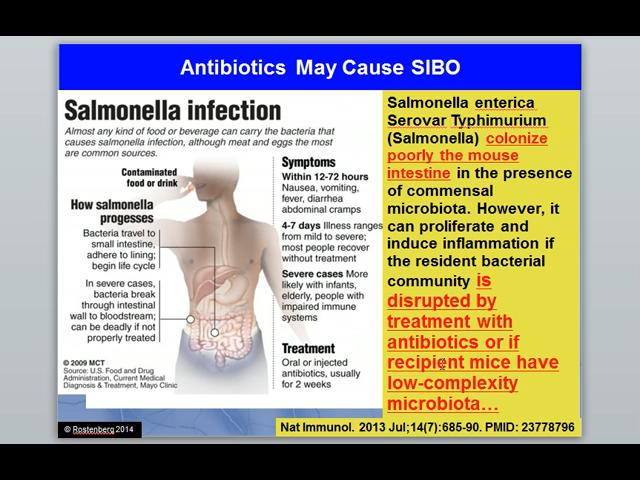 Antibiotics May Cause SIBO
Salmonella infection
Almost any kind of food or beverage can carry the bacteria that
causes salmonella infection, although meat and eggs the most
are common sources.
Contaminated
food or drink
How salmonella
progesses
Bacteria travel to
small intestine,
adhere to lining;
begin life cycle
In severe cases,
bacteria break
through intestinal
wall to bloodstream;
can be deadly if not
properly treated
© 2009 MCT
Source: U.S. Food and Drug
Administration, Current Medical
Diagnosis & Treatment, Mayo Clinic
Symptoms
Within 12-72 hours
Nausea, vomiting,
fever, diarrhea
abdominal cramps
4-7 days Illness ranges
from mild to severe;
most people recover
without treatment
Severe cases More
likely with infants,
elderly, people with
impaired immune
systems
Treatment
Oral or injected
antibiotics, usually
for 2 weeks
Salmonella enterica
Serovar Typhimurium
(Salmonella) colonize
poorly the mouse
intestine in the presence
of commensal
microbiota. However, it
can proliferate and
induce inflammation if
the resident bacterial
community is
disrupted by
treatment with
antibiotics or if
recipient mice have
low-complexity
microbiota…
© Rostenberg 2014
Nat Immunol. 2013 Jul;14(7):685-90. PMID: 23778796